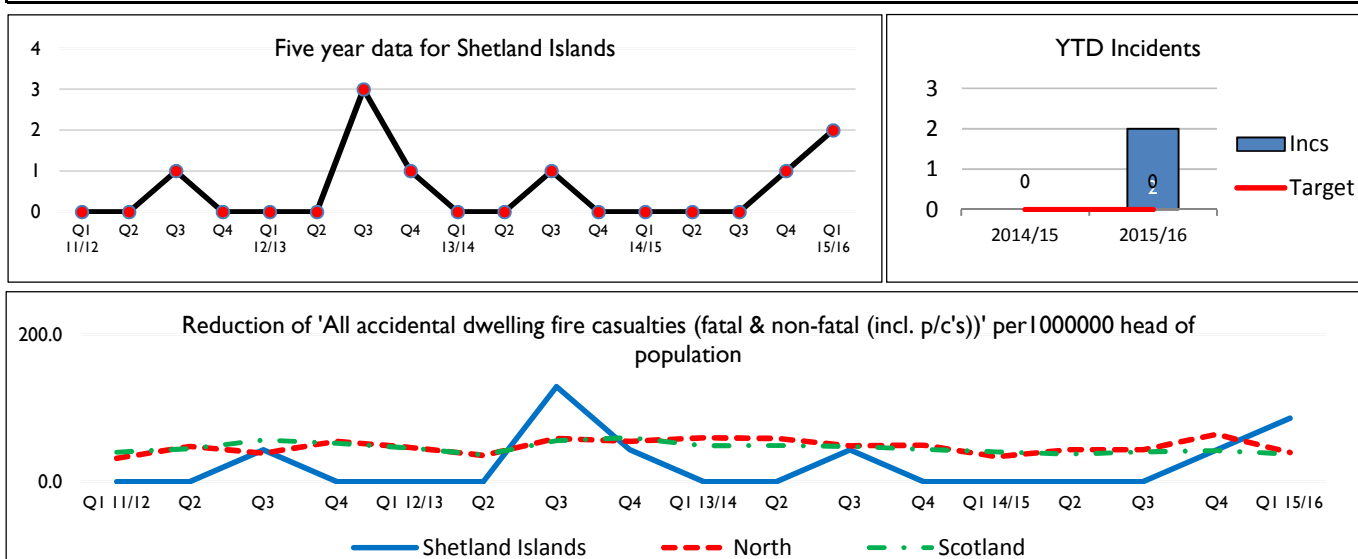 Five year data for Shetland Islands
4
3
2
1
0
Q1 Q2 Q3 Q4 Q1 Q2 Q3 Q4 Q1 Q2 Q3 Q4 Q1 Q2 Q3 Q4 Q1
11/12 12/13 13/14 14/15 15/16
YTD Incidents
3
2
1
0
0 0
2
2014/15 2015/16
Incs
Target
Reduction of 'All accidental dwelling fire casualties (fatal & non-fatal (incl. p/c's))' per1000000 head of
population
200.0
0.0
Q1 11/12 Q2 Q3 Q4 Q1 12/13 Q2 Q3 Q4 Q1 13/14 Q2 Q3 Q4 Q1 14/15 Q2 Q3 Q4 Q1 15/16
Shetland Islands North Scotland